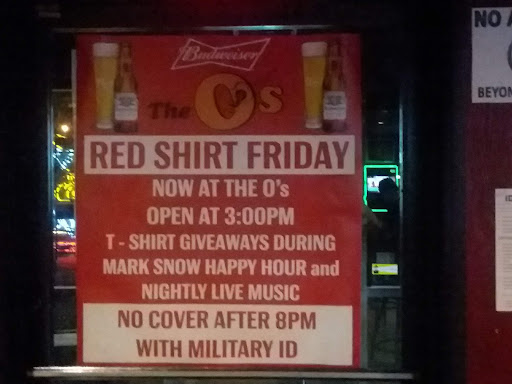 Budweiser
The O's
RED SHIRT FRIDAY
NOW AT THE O's
OPEN AT 3:00PM
T - SHIRT GIVEAWAYS DURING
MARK SNOW HAPPY HOUR and
NIGHTLY LIVE MUSIC
NO COVER AFTER 8PM
WITH MILITARY ID
NO
BEYON